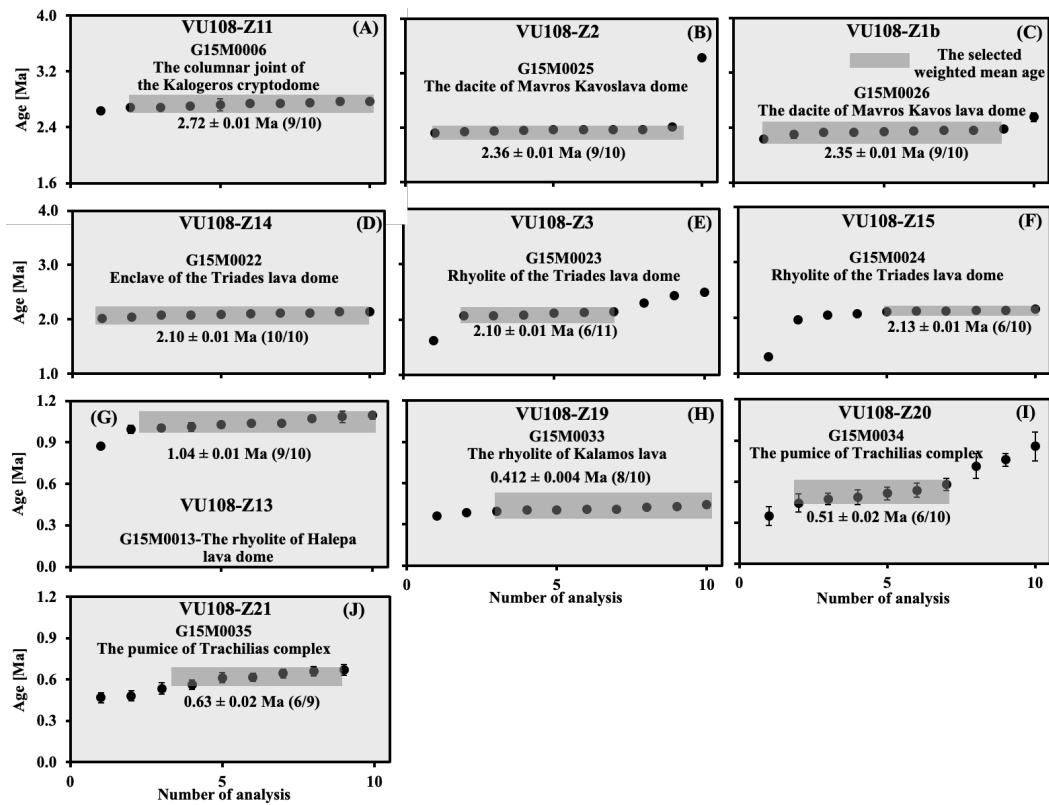 VU108-Z11
(A)
G15M0006
The columnar joint of
the Kalogeros cryptodome
2.72 ± 0.01 Ma (9/10)
Age [Ma]
4.0
3.2
2.4
1.6
VU108-Z2
(B)
G15M0025
The dacite of Mavros Kavoslava dome
2.36 ± 0.01 Ma (9/10)
VU108-Z1b
(C)
The selected
weighted mean age
G15M0026
The dacite of Mavros Kavos lava dome
2.35 ± 0.01 Ma (9/10)
VU108-Z14
(D)
G15M0022
Enclave of the Triades lava dome
2.10 ± 0.01 Ma (10/10)
Age [Ma]
4.0
3.0
2.0
1.0
VU108-Z3
(E)
G15M0023
Rhyolite of the Triades lava dome
2.10 ± 0.01 Ma (6/11)
VU108-Z15
(F)
G15M0024
Rhyolite of the Triades lava dome
2.13 ± 0.01 Ma (6/10)
(G)
1.04 ± 0.01 Ma (9/10)
VU108-Z13
G15M0013-The rhyolite of Halepa
lava dome
Age [Ma]
1.2
0.9
0.6
0.3
0.0
VU108-Z19
(H)
G15M0033
The rhyolite of Kalamos lava
0.412 ± 0.004 Ma (8/10)
0
5
10
Number of analysis
VU108-Z20
(I)
G15M0034
The pumice of Trachilias complex
0.51 ± 0.02 Ma (6/10)
0
5
10
Number of analysis
VU108-Z21
(J)
G15M0035
The pumice of Trachilias complex
0.63 ± 0.02 Ma (6/9)
Age [Ma]
1.2
0.9
0.6
0.3
0.0
0
5
10
Number of analysis